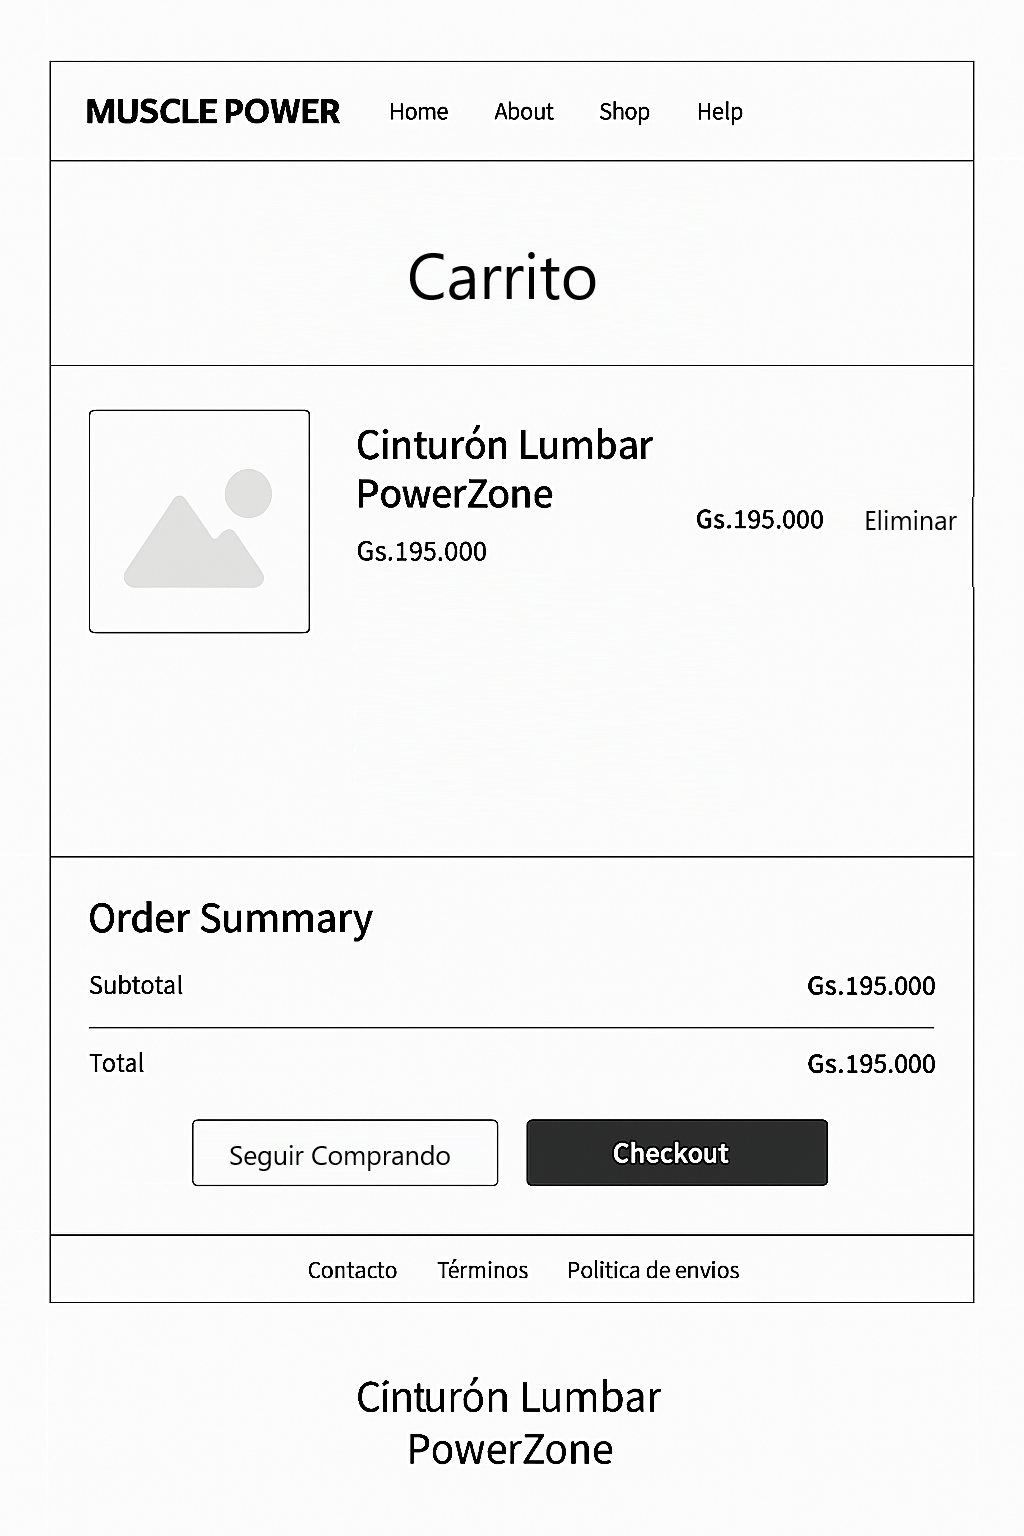 MUSCLE POWER Home About Shop Help
Carrito
Cinturón Lumbar
PowerZone
Gs.195.000
Gs.195.000 Eliminar
Order Summary
Subtotal Gs.195.000
Total Gs.195.000
Seguir Comprando Checkout
Contacto Términos Politica de envios
Cínturón Lumbar
PowerZone